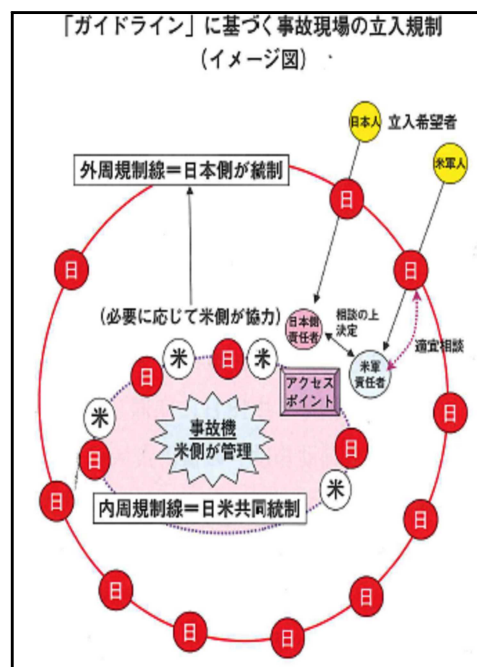 「ガイドライン」に基づく事故現場の立入規制
(イメージ図)
日本人
立入希望者
米軍人
外周規制線＝日本側が統制
日
日
日
(必要に応じて米側が協力)
日本側
責任者
相談の上
決定
適宜相談
米軍
責任者
米
日
米
日
アクセス
ポイント
米
日
日
日
事故機
米側が管理
米
内周規制線＝日米共同統制
日
日
日
日
日
日